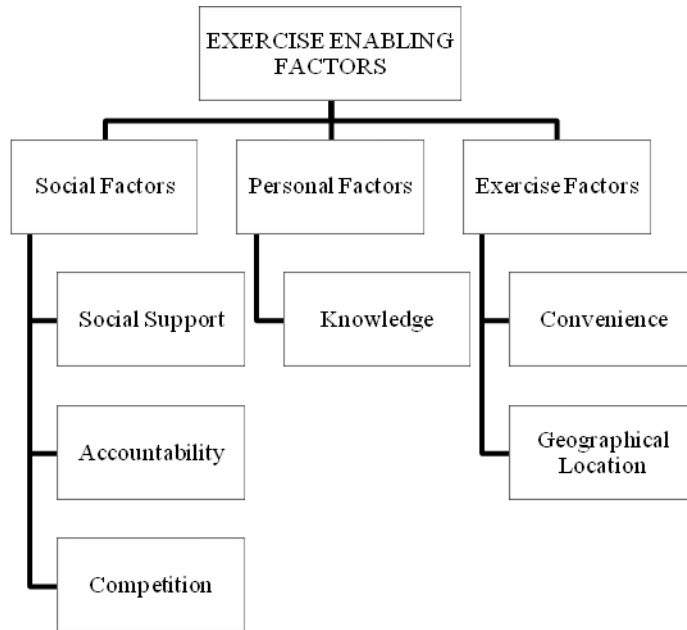 EXERCISE ENABLING
FACTORS
Social Factors
Personal Factors
Exercise Factors
Social Support
Knowledge
Convenience
Accountability
Geographical
Location
Competition